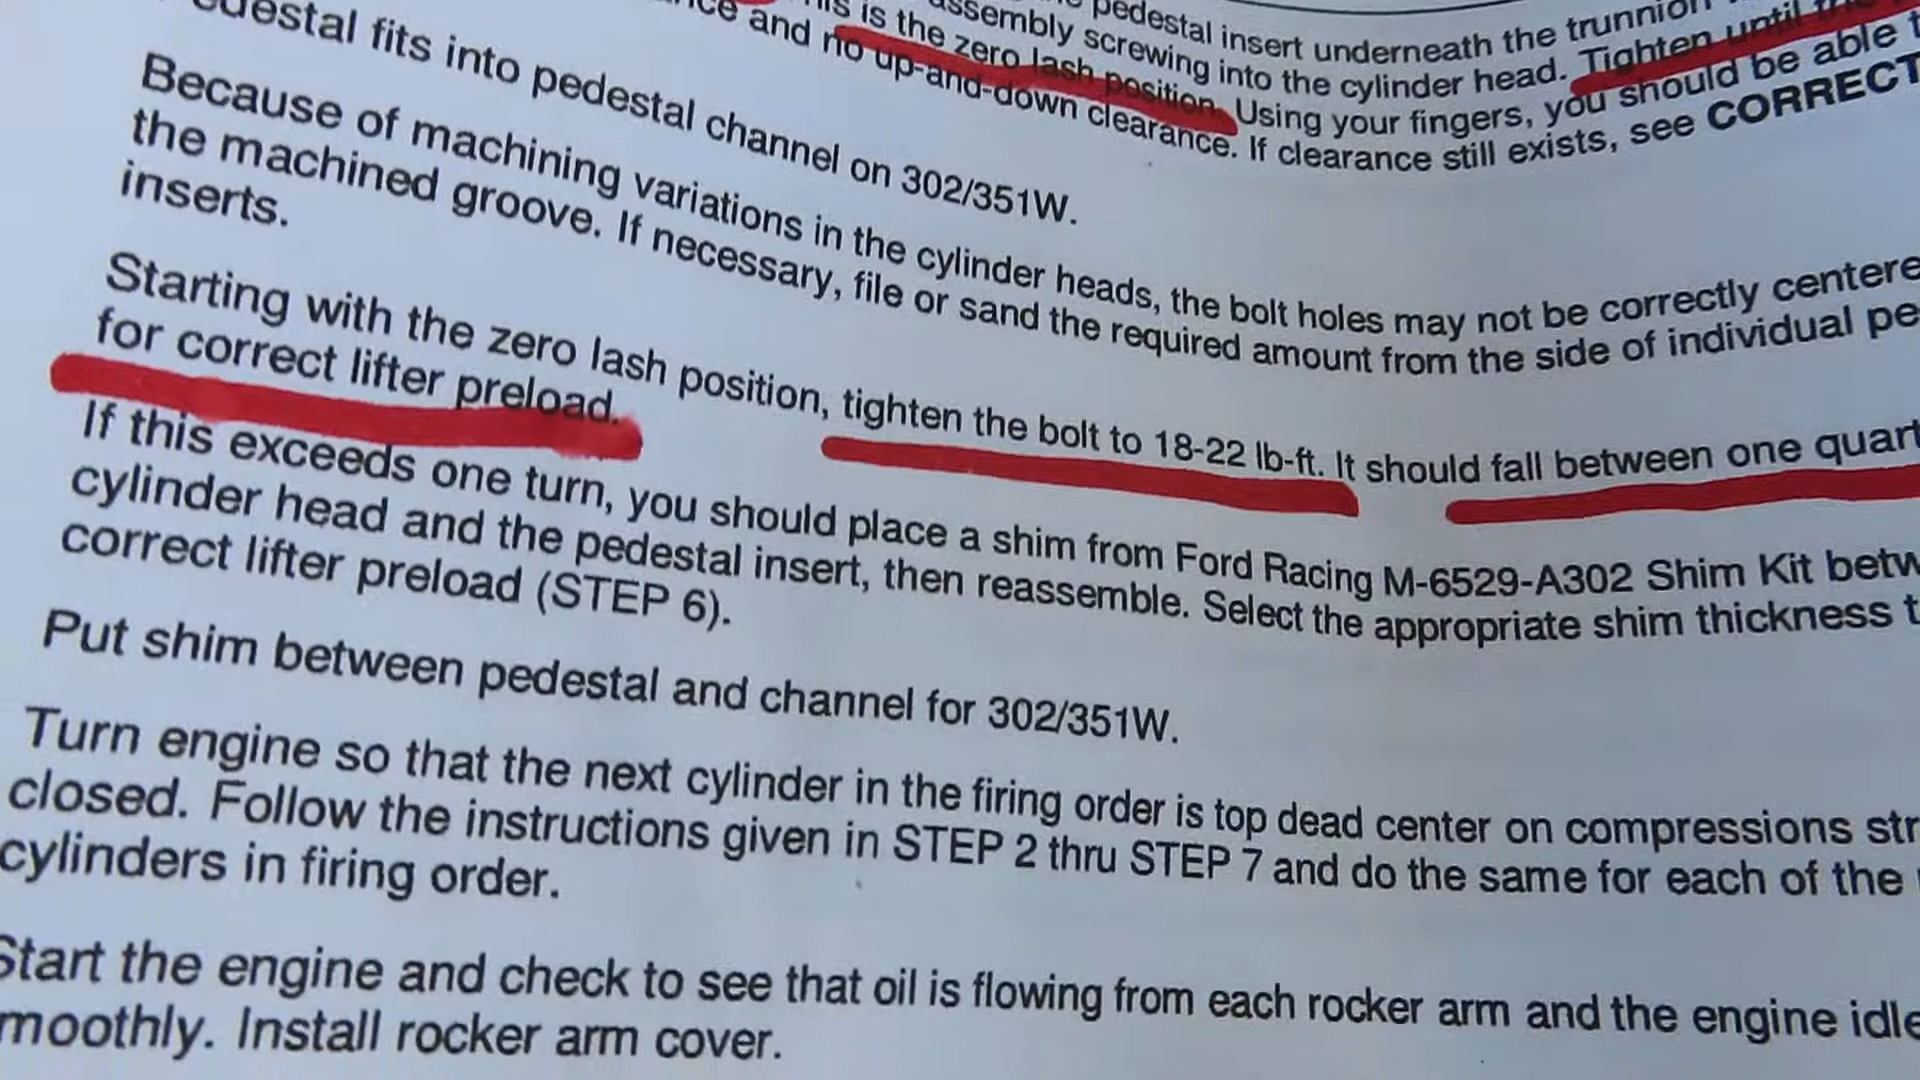 pedestal insert underneath the trunnion
assembly screwing into the cylinder head. Tighten until
is the zero lash position. Using your fingers, you should be able
and no up-and-down clearance. If clearance still exists, see CORRECT
fits into pedestal channel on 302/351W.
Because of machining variations in the cylinder heads, the bolt holes may not be correctly centere
the machined groove. If necessary, file or sand the required amount from the side of individual pe
inserts.
Starting with the zero lash position, tighten the bolt to 18-22 lb-ft. It should fall between one quart
for correct lifter preload.
If this exceeds one turn, you should place a shim from Ford Racing M-6529-A302 Shim Kit betw
cylinder head and the pedestal insert, then reassemble. Select the appropriate shim thickness t
correct lifter preload (STEP 6).
Put shim between pedestal and channel for 302/351W.
Turn engine so that the next cylinder in the firing order is top dead center on compressions str
closed. Follow the instructions given in STEP 2 thru STEP 7 and do the same for each of the
cylinders in firing order.
Start the engine and check to see that oil is flowing from each rocker arm and the engine idle
moothly. Install rocker arm cover.